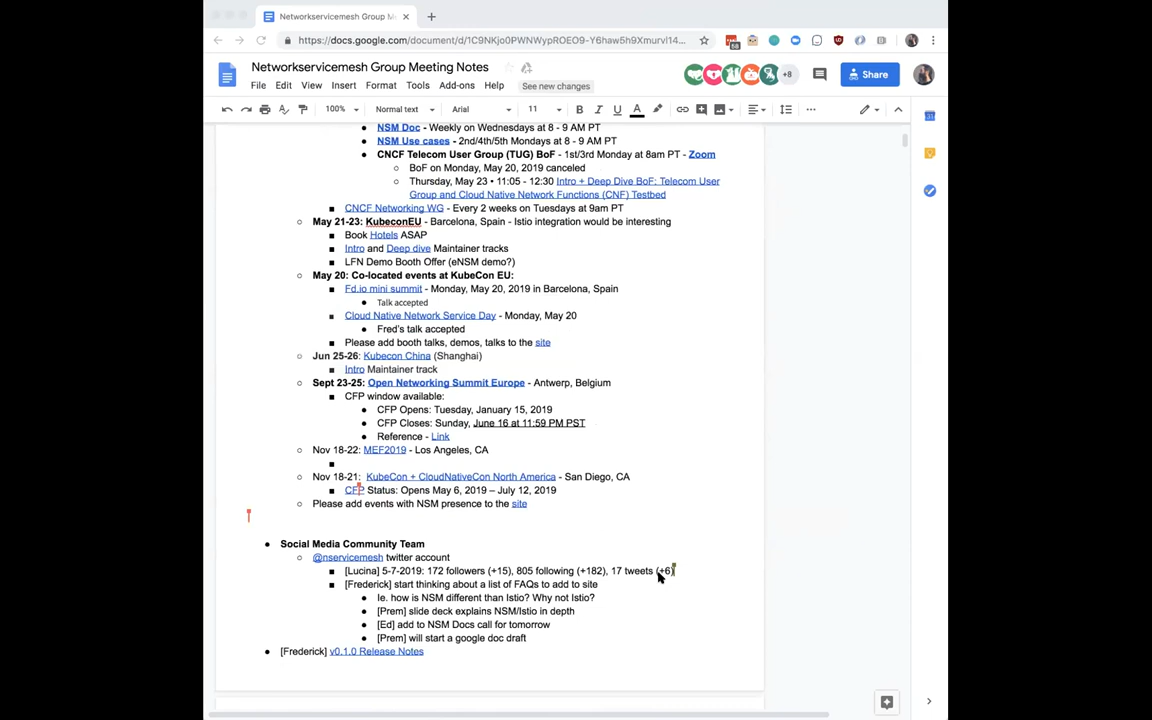 Networkservicemesh Group M
https://docs.google.com/document/d/1C9NKjo0PWNWypROEO9-Y6haw5h9Xmurvl14...
58
Networkservicemesh Group Meeting Notes
File Edit View Insert Format Tools Add-ons Help See new changes
+8
Share
100% Normal text Arial 11 B I U A
NSM Doc - Weekly on Wednesdays at 8 - 9 AM PT
NSM Use cases - 2nd/4th/5th Mondays at 8 - 9 AM PT
CNCF Telecom User Group (TUG) BoF - 1st/3rd Monday at 8am PT - Zoom
BoF on Monday, May 20, 2019 canceled
Thursday, May 23 • 11:05 - 12:30 Intro + Deep Dive BoF: Telecom User
Group and Cloud Native Network Functions (CNF) Testbed
CNCF Networking WG - Every 2 weeks on Tuesdays at 9am PT
May 21-23: KubeconEU - Barcelona, Spain - Istio integration would be interesting
Book Hotels ASAP
Intro and Deep dive Maintainer tracks
LFN Demo Booth Offer (eNSM demo?)
May 20: Co-located events at KubeCon EU:
Fd.io mini summit - Monday, May 20, 2019 in Barcelona, Spain
Talk accepted
Cloud Native Network Service Day - Monday, May 20
Fred's talk accepted
Please add booth talks, demos, talks to the site
Jun 25-26: Kubecon China (Shanghai)
Intro Maintainer track
Sept 23-25: Open Networking Summit Europe - Antwerp, Belgium
CFP window available:
CFP Opens: Tuesday, January 15, 2019
CFP Closes: Sunday, June 16 at 11:59 PM PST
Reference - Link
Nov 18-22: MEF2019 - Los Angeles, CA
Nov 18-21: KubeCon + CloudNativeCon North America - San Diego, CA
CFP Status: Opens May 6, 2019 – July 12, 2019
Please add events with NSM presence to the site
Social Media Community Team
@nservicemesh twitter account
[Lucina] 5-7-2019: 172 followers (+15), 805 following (+182), 17 tweets (+6)
[Frederick] start thinking about a list of FAQs to add to site
Ie. how is NSM different than Istio? Why not Istio?
[Prem] slide deck explains NSM/Istio in depth
[Ed] add to NSM Docs call for tomorrow
[Prem] will start a google doc draft
[Frederick] v0.1.0 Release Notes